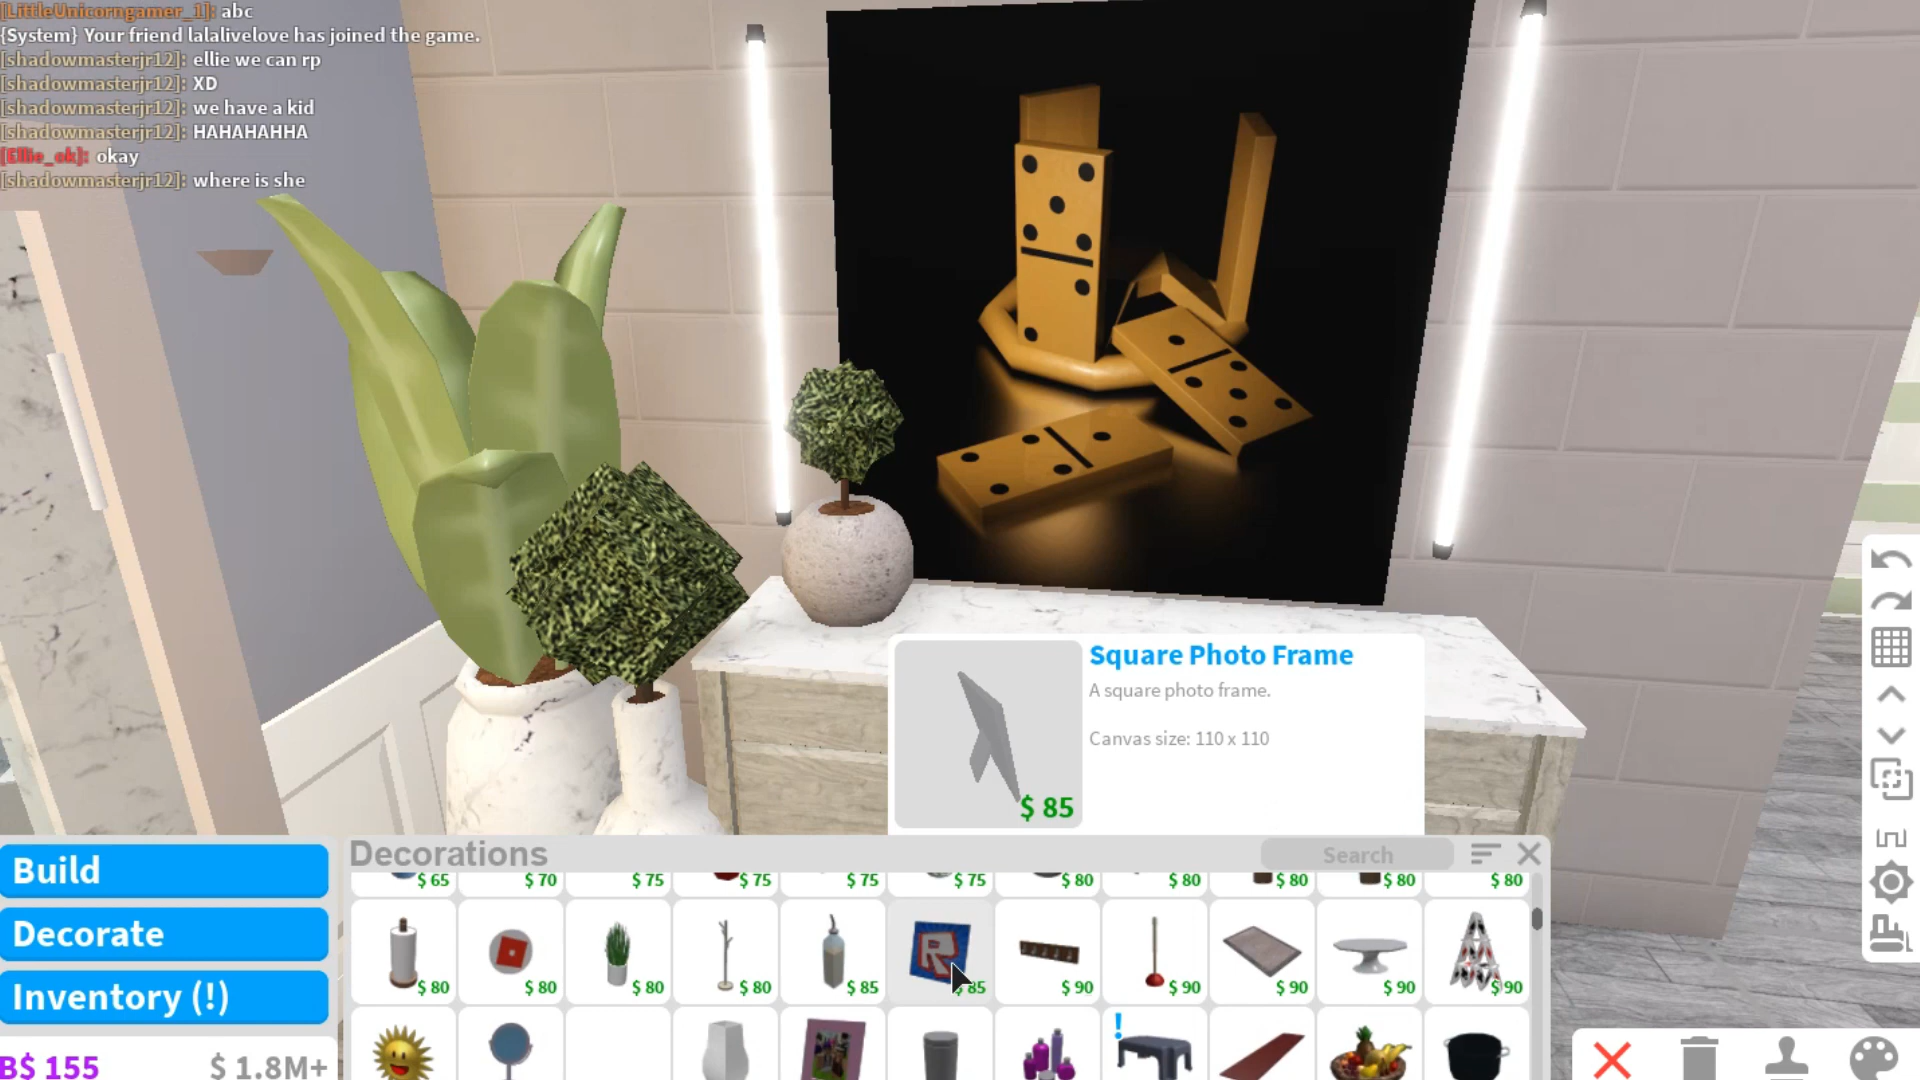 [LittleUnicorngamer_1]: abc
{System} Your friend lalalivelove has joined the game.
[shadowmasterjr12]: ellie we can rp
[shadowmasterjr12]: XD
[shadowmasterjr12]: we have a kid
[shadowmasterjr12]: HAHAHAHHA
[Ellie_ok]: okay
[shadowmasterjr12]: where is she
Square Photo Frame
A square photo frame.
Canvas size: 110 x 110
$ 85
Build
Decorate
Inventory (!)
B$ 155
$ 1.8M+
Decorations
Search
$ 65 $ 70 $ 75 $ 75 $ 75 $ 75 $ 80 $ 80 $ 80 $ 80 $ 80
R
$ 80 $ 80 $ 80 $ 80 $ 85 $ 85 $ 90 $ 90 $ 90 $ 90 $ 90
!